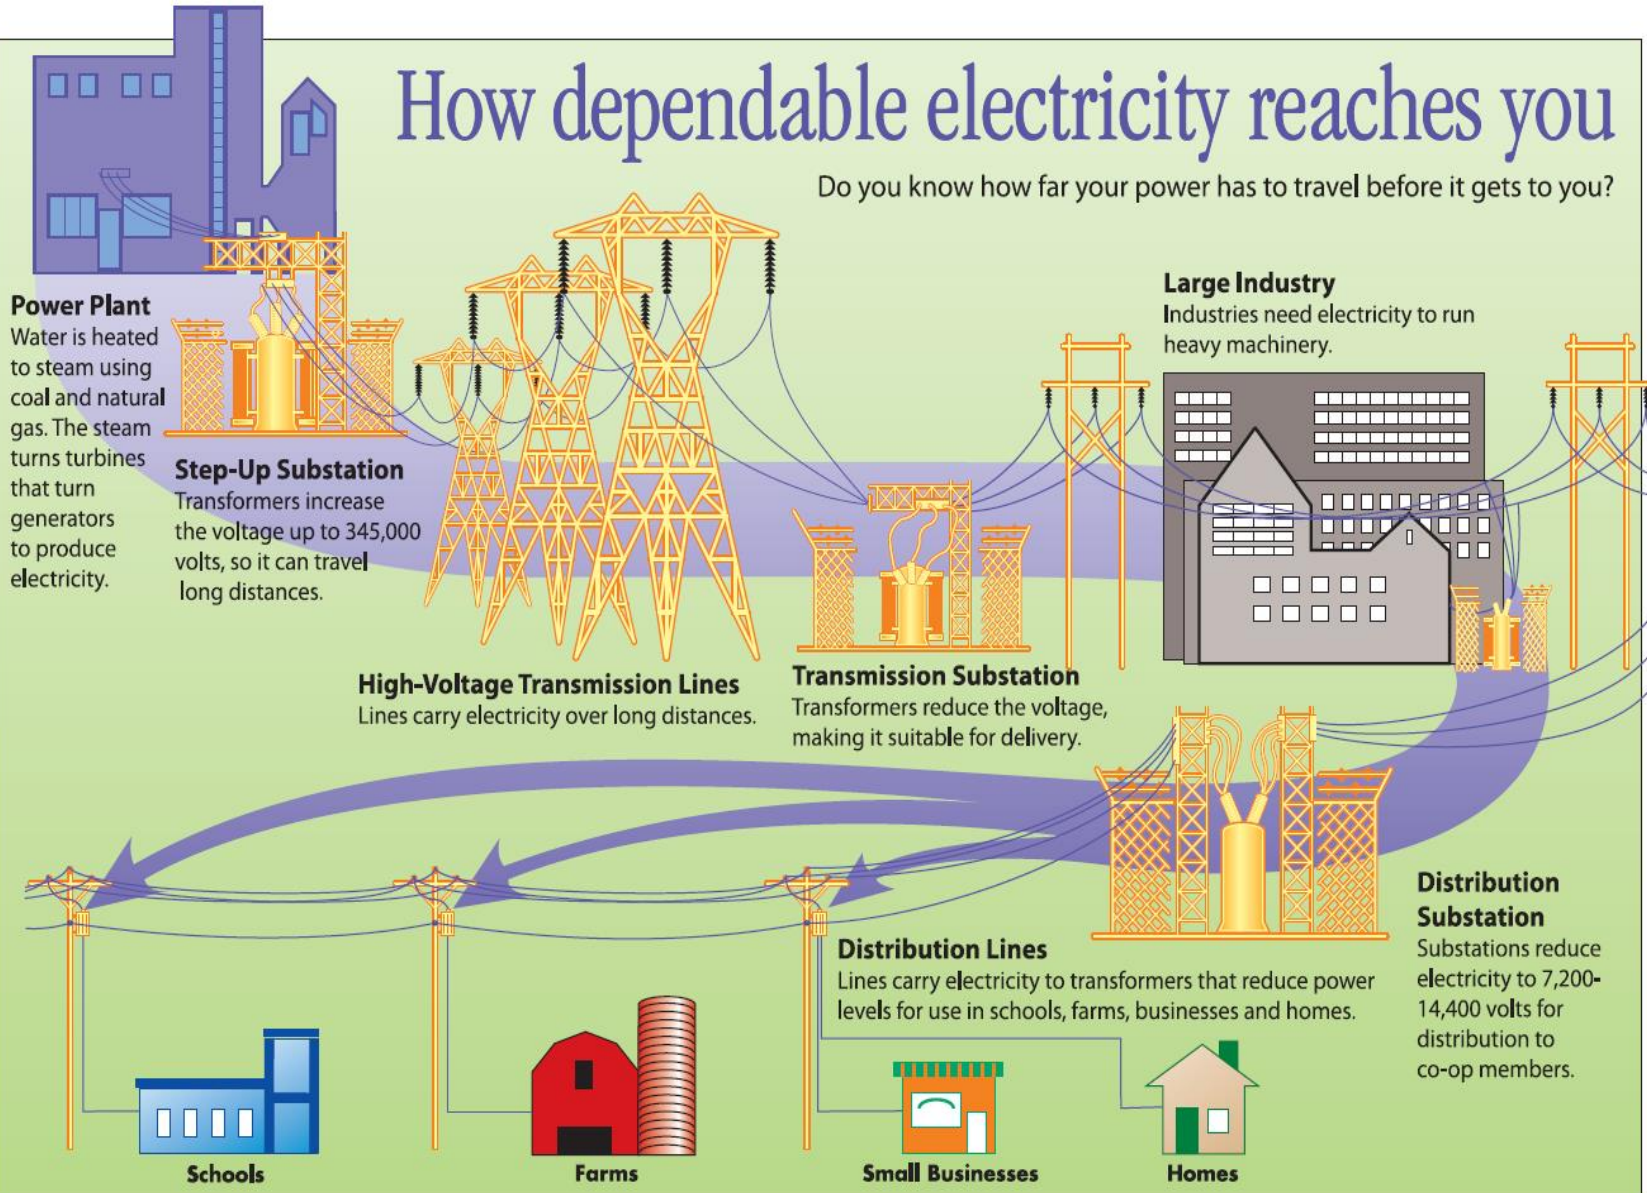 How dependable electricity reaches you
Do you know how far your power has to travel before it gets to you?
Power Plant
Water is heated
to steam using
coal and natural
gas. The steam
turns turbines
that turn
generators
to produce
electricity.
Step-Up Substation
Transformers increase
the voltage up to 345,000
volts, so it can travel
long distances.
High-Voltage Transmission Lines
Lines carry electricity over long distances.
Transmission Substation
Transformers reduce the voltage,
making it suitable for delivery.
Large Industry
Industries need electricity to run
heavy machinery.
Distribution
Substation
Substations reduce
electricity to 7,200-
14,400 volts for
distribution to
co-op members.
Distribution Lines
Lines carry electricity to transformers that reduce power
levels for use in schools, farms, businesses and homes.
Schools
Farms
Small Businesses
Homes